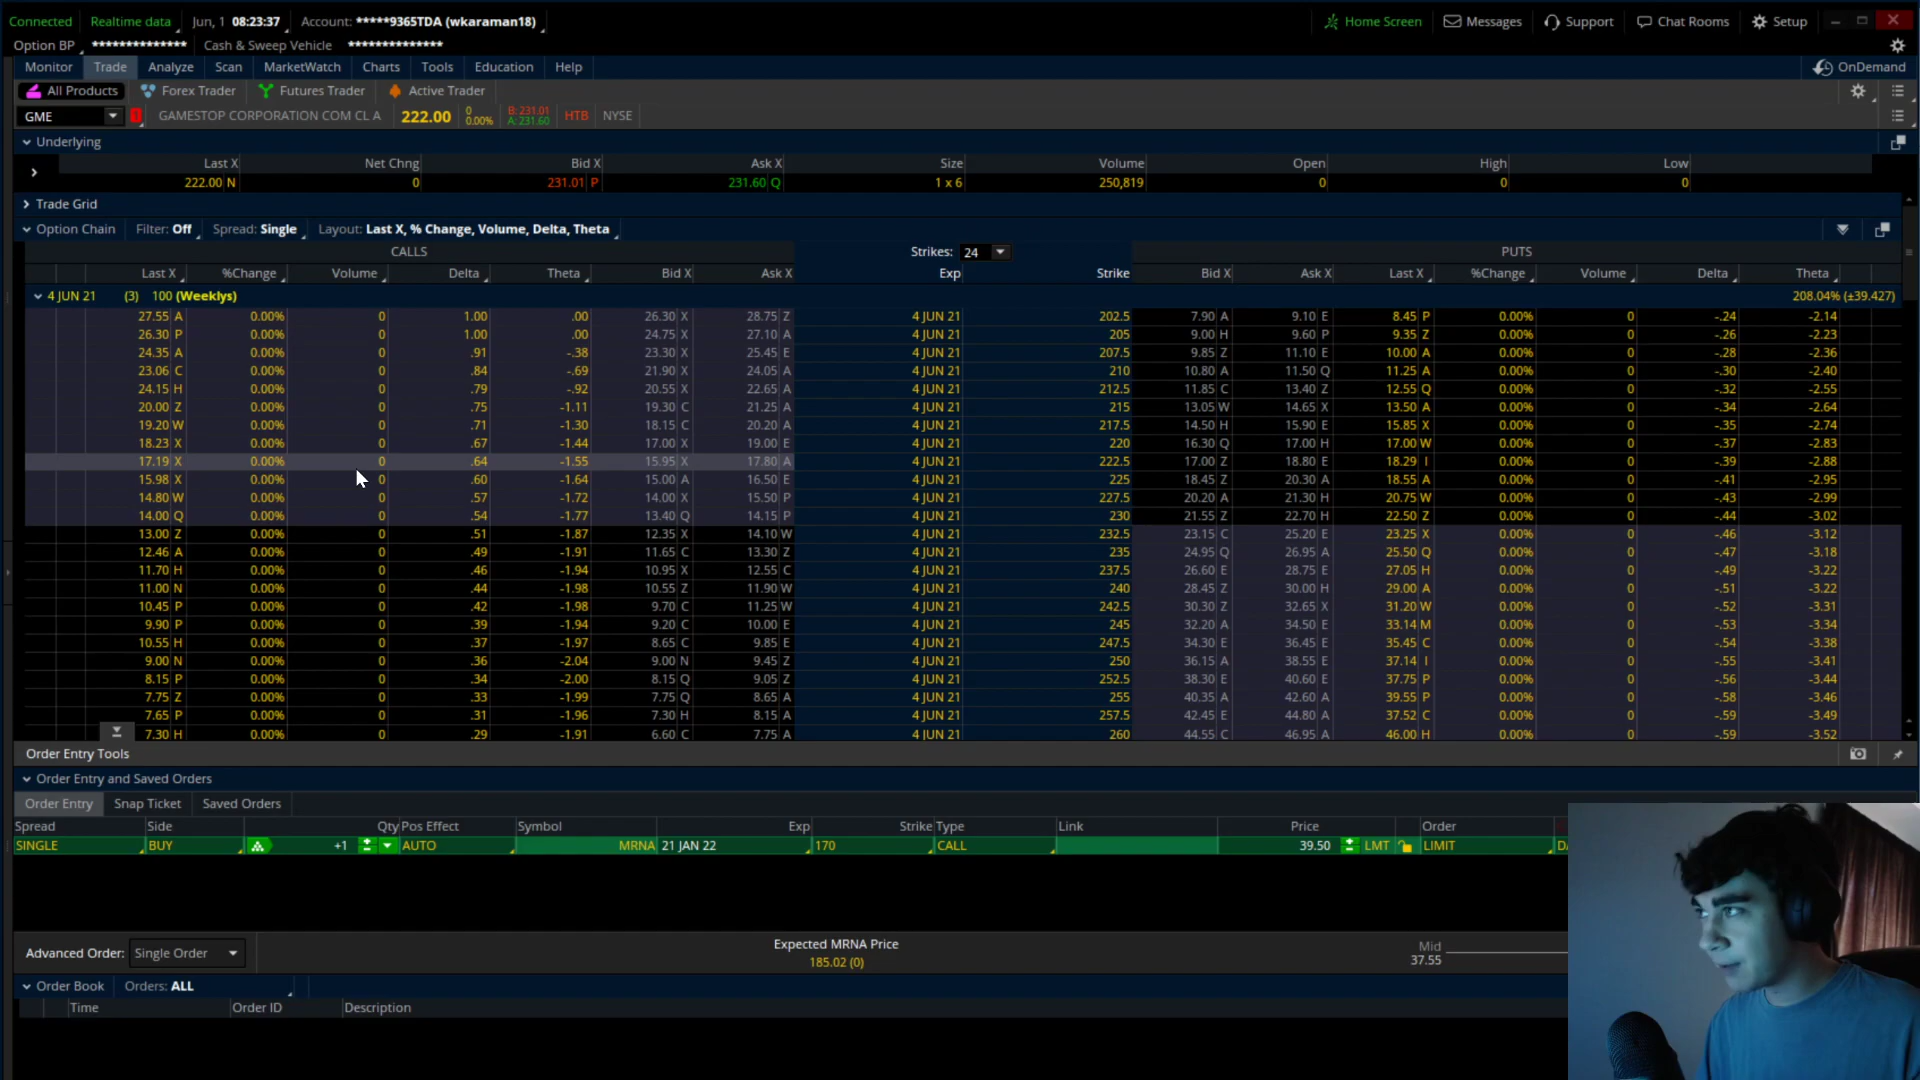 Connected Realtime data Jun, 1 08:23:37 Account: *****9365TDA (wkaraman18) Home Screen Messages Support Chat Rooms Setup
Option BP ************** Cash & Sweep Vehicle **************
Monitor Trade Analyze Scan MarketWatch Charts Tools Education Help OnDemand
All Products Forex Trader Futures Trader Active Trader
GME GAMESTOP CORPORATION COM CL A 222.00 0 0.00% B: 231.01 A: 231.60 HTB NYSE
Underlying
Last X Net Chng Bid X Ask X Size Volume Open High Low
222.00 N 0 231.01 P 231.60 Q 1 x 6 250,819 0 0 0
Trade Grid
Option Chain Filter: Off Spread: Single Layout: Last X, % Change, Volume, Delta, Theta
CALLS Strikes: 24 PUTS
Last X %Change Volume Delta Theta Bid X Ask X Exp Strike Bid X Ask X Last X %Change Volume Delta Theta
4 JUN 21 (3) 100 (Weeklys) 208.04% (±39.427)
27.55 A 0.00% 0 1.00 .00 26.30 X 28.75 Z 4 JUN 21 202.5 7.90 A 9.10 E 8.45 P 0.00% 0 -.24 -2.14
26.30 P 0.00% 0 1.00 .00 24.75 X 27.10 A 4 JUN 21 205 9.00 H 9.60 P 9.35 Z 0.00% 0 -.26 -2.23
24.35 A 0.00% 0 .91 -.38 23.30 X 25.45 E 4 JUN 21 207.5 9.85 Z 11.10 E 10.00 A 0.00% 0 -.28 -2.36
23.06 C 0.00% 0 .84 -.69 21.90 X 24.05 A 4 JUN 21 210 10.80 A 11.50 Q 11.25 A 0.00% 0 -.30 -2.40
24.15 H 0.00% 0 .79 -.92 20.55 X 22.65 A 4 JUN 21 212.5 11.85 C 13.40 Z 12.55 Q 0.00% 0 -.32 -2.55
20.00 Z 0.00% 0 .75 -1.11 19.30 C 21.25 A 4 JUN 21 215 13.05 W 14.65 X 13.50 A 0.00% 0 -.34 -2.64
19.20 W 0.00% 0 .71 -1.30 18.15 C 20.20 A 4 JUN 21 217.5 14.50 H 15.90 E 15.85 X 0.00% 0 -.35 -2.74
18.23 X 0.00% 0 .67 -1.44 17.00 X 19.00 E 4 JUN 21 220 16.30 Q 17.00 H 17.00 W 0.00% 0 -.37 -2.83
17.19 X 0.00% 0 .64 -1.55 15.95 X 17.80 A 4 JUN 21 222.5 17.00 Z 18.80 E 18.29 I 0.00% 0 -.39 -2.88
15.98 X 0.00% 0 .60 -1.64 15.00 A 16.50 E 4 JUN 21 225 18.45 Z 20.30 A 18.55 A 0.00% 0 -.41 -2.95
14.80 W 0.00% 0 .57 -1.72 14.00 X 15.50 P 4 JUN 21 227.5 20.20 A 21.30 H 20.75 W 0.00% 0 -.43 -2.99
14.00 Q 0.00% 0 .54 -1.77 13.40 Q 14.15 P 4 JUN 21 230 21.55 Z 22.70 H 22.50 Z 0.00% 0 -.44 -3.02
13.00 Z 0.00% 0 .51 -1.87 12.35 X 14.10 W 4 JUN 21 232.5 23.15 C 25.20 E 23.25 X 0.00% 0 -.46 -3.12
12.46 A 0.00% 0 .49 -1.91 11.65 C 13.30 Z 4 JUN 21 235 24.95 Q 26.95 A 25.50 Q 0.00% 0 -.47 -3.18
11.70 H 0.00% 0 .46 -1.94 10.95 X 12.55 C 4 JUN 21 237.5 26.60 E 28.75 E 27.05 H 0.00% 0 -.49 -3.22
11.00 N 0.00% 0 .44 -1.98 10.55 Z 11.90 W 4 JUN 21 240 28.45 Z 30.00 H 29.00 A 0.00% 0 -.51 -3.22
10.45 P 0.00% 0 .42 -1.98 9.70 C 11.25 W 4 JUN 21 242.5 30.30 Z 32.65 X 31.20 W 0.00% 0 -.52 -3.31
9.90 P 0.00% 0 .39 -1.94 9.20 C 10.00 E 4 JUN 21 245 32.20 A 34.50 E 33.14 M 0.00% 0 -.53 -3.34
10.55 H 0.00% 0 .37 -1.97 8.65 C 9.85 E 4 JUN 21 247.5 34.30 E 36.45 E 35.45 C 0.00% 0 -.54 -3.38
9.00 N 0.00% 0 .36 -2.04 9.00 N 9.45 Z 4 JUN 21 250 36.15 A 38.55 E 37.14 I 0.00% 0 -.55 -3.41
8.15 P 0.00% 0 .34 -2.00 8.15 Q 9.05 Z 4 JUN 21 252.5 38.30 E 40.60 E 37.75 P 0.00% 0 -.56 -3.44
7.75 Z 0.00% 0 .33 -1.99 7.75 Q 8.65 A 4 JUN 21 255 40.35 A 42.60 A 39.55 P 0.00% 0 -.58 -3.46
7.65 P 0.00% 0 .31 -1.96 7.30 H 8.15 A 4 JUN 21 257.5 42.45 E 44.80 A 37.52 C 0.00% 0 -.59 -3.49
7.30 H 0.00% 0 .29 -1.91 6.60 C 7.75 A 4 JUN 21 260 44.55 C 46.95 A 46.00 H 0.00% 0 -.59 -3.52
Order Entry Tools
Order Entry and Saved Orders
Order Entry Snap Ticket Saved Orders
Spread Side Qty Pos Effect Symbol Exp Strike Type Link Price Order
SINGLE BUY +1 AUTO MRNA 21 JAN 22 170 CALL 39.50 LMT LIMIT
Advanced Order: Single Order Expected MRNA Price Mid
185.02 (0) 37.55
Order Book Orders: ALL
Time Order ID Description